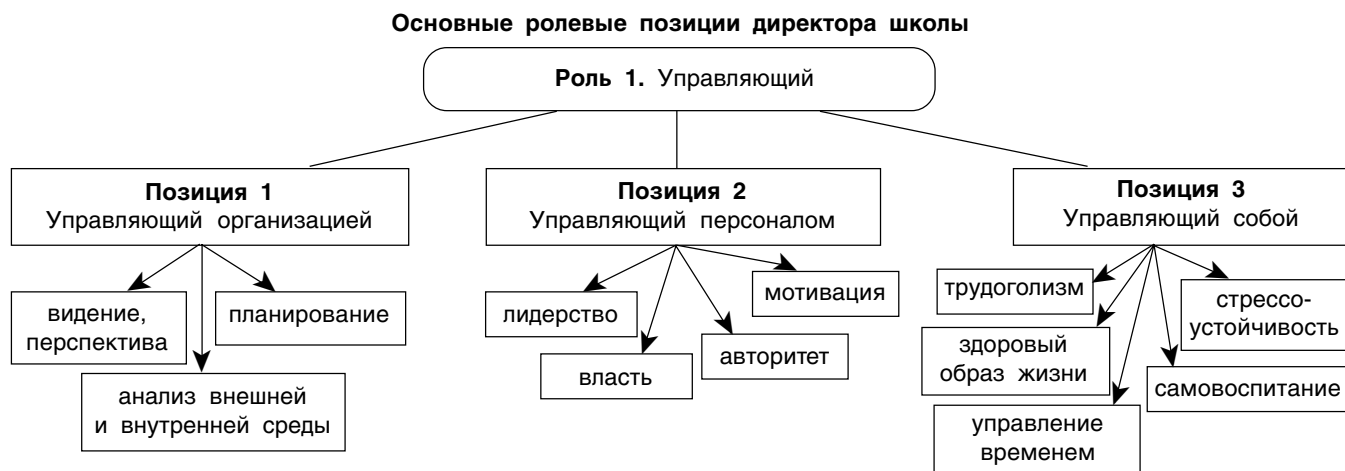 Основные ролевые позиции директора школы
Роль 1. Управляющий
Позиция 1
Управляющий организацией
Позиция 2
Управляющий персоналом
Позиция 3
Управляющий собой
видение,
перспектива
планирование
анализ внешней
и внутренней среды
лидерство
власть
авторитет
мотивация
трудоголизм
здоровый
образ жизни
управление
временем
самовоспитание
стрессо-
устойчивость